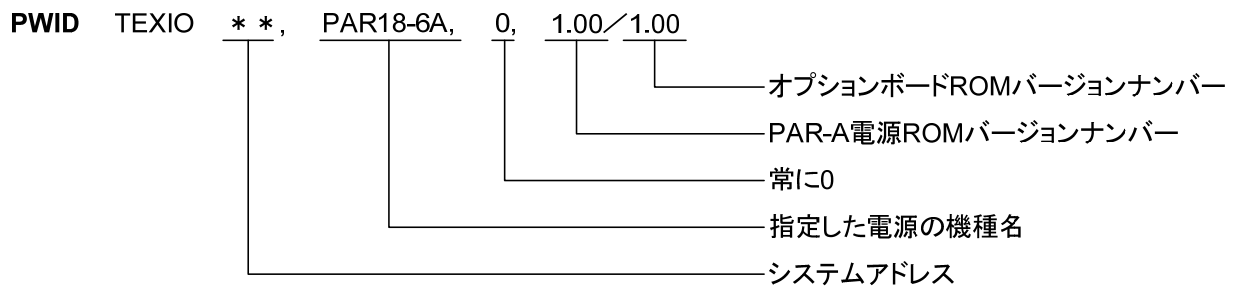 PWID TEXIO ＊＊, PAR18-6A, 0, 1.00／1.00
オプションボードROMバージョンナンバー
PAR-A電源ROMバージョンナンバー
常に0
指定した電源の機種名
システムアドレス